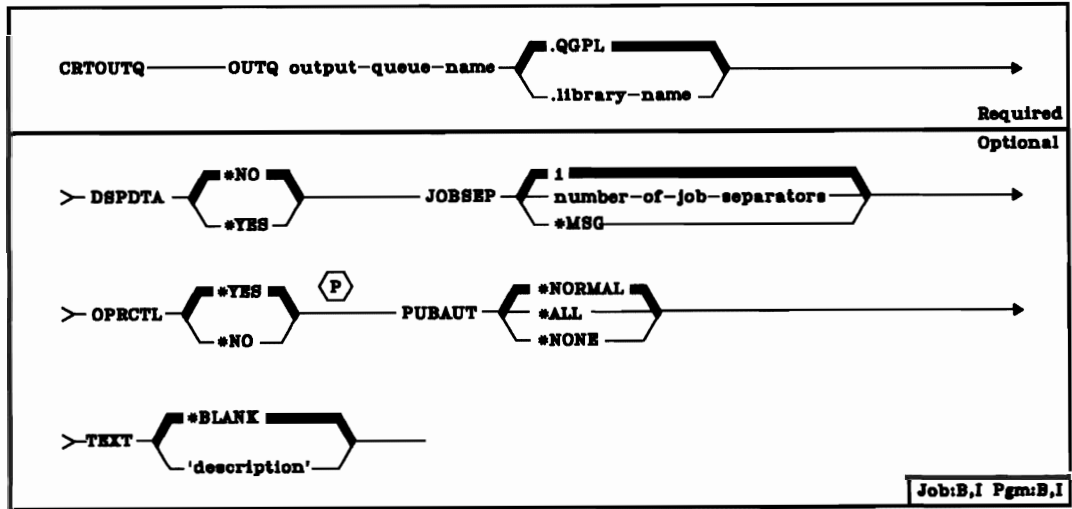 .QGPL
CRTOUTQ OUTQ output-queue-name
.library-name
Required
Optional
*NO 1
DSPDTA JOBSEP number-of-job-separators
*YES *MSG
P
*YES *NORMAL
OPRCTL PUBAUT *ALL
*NO *NONE
*BLANK
TEXT
'description'
Job:B,I Pgm:B,I